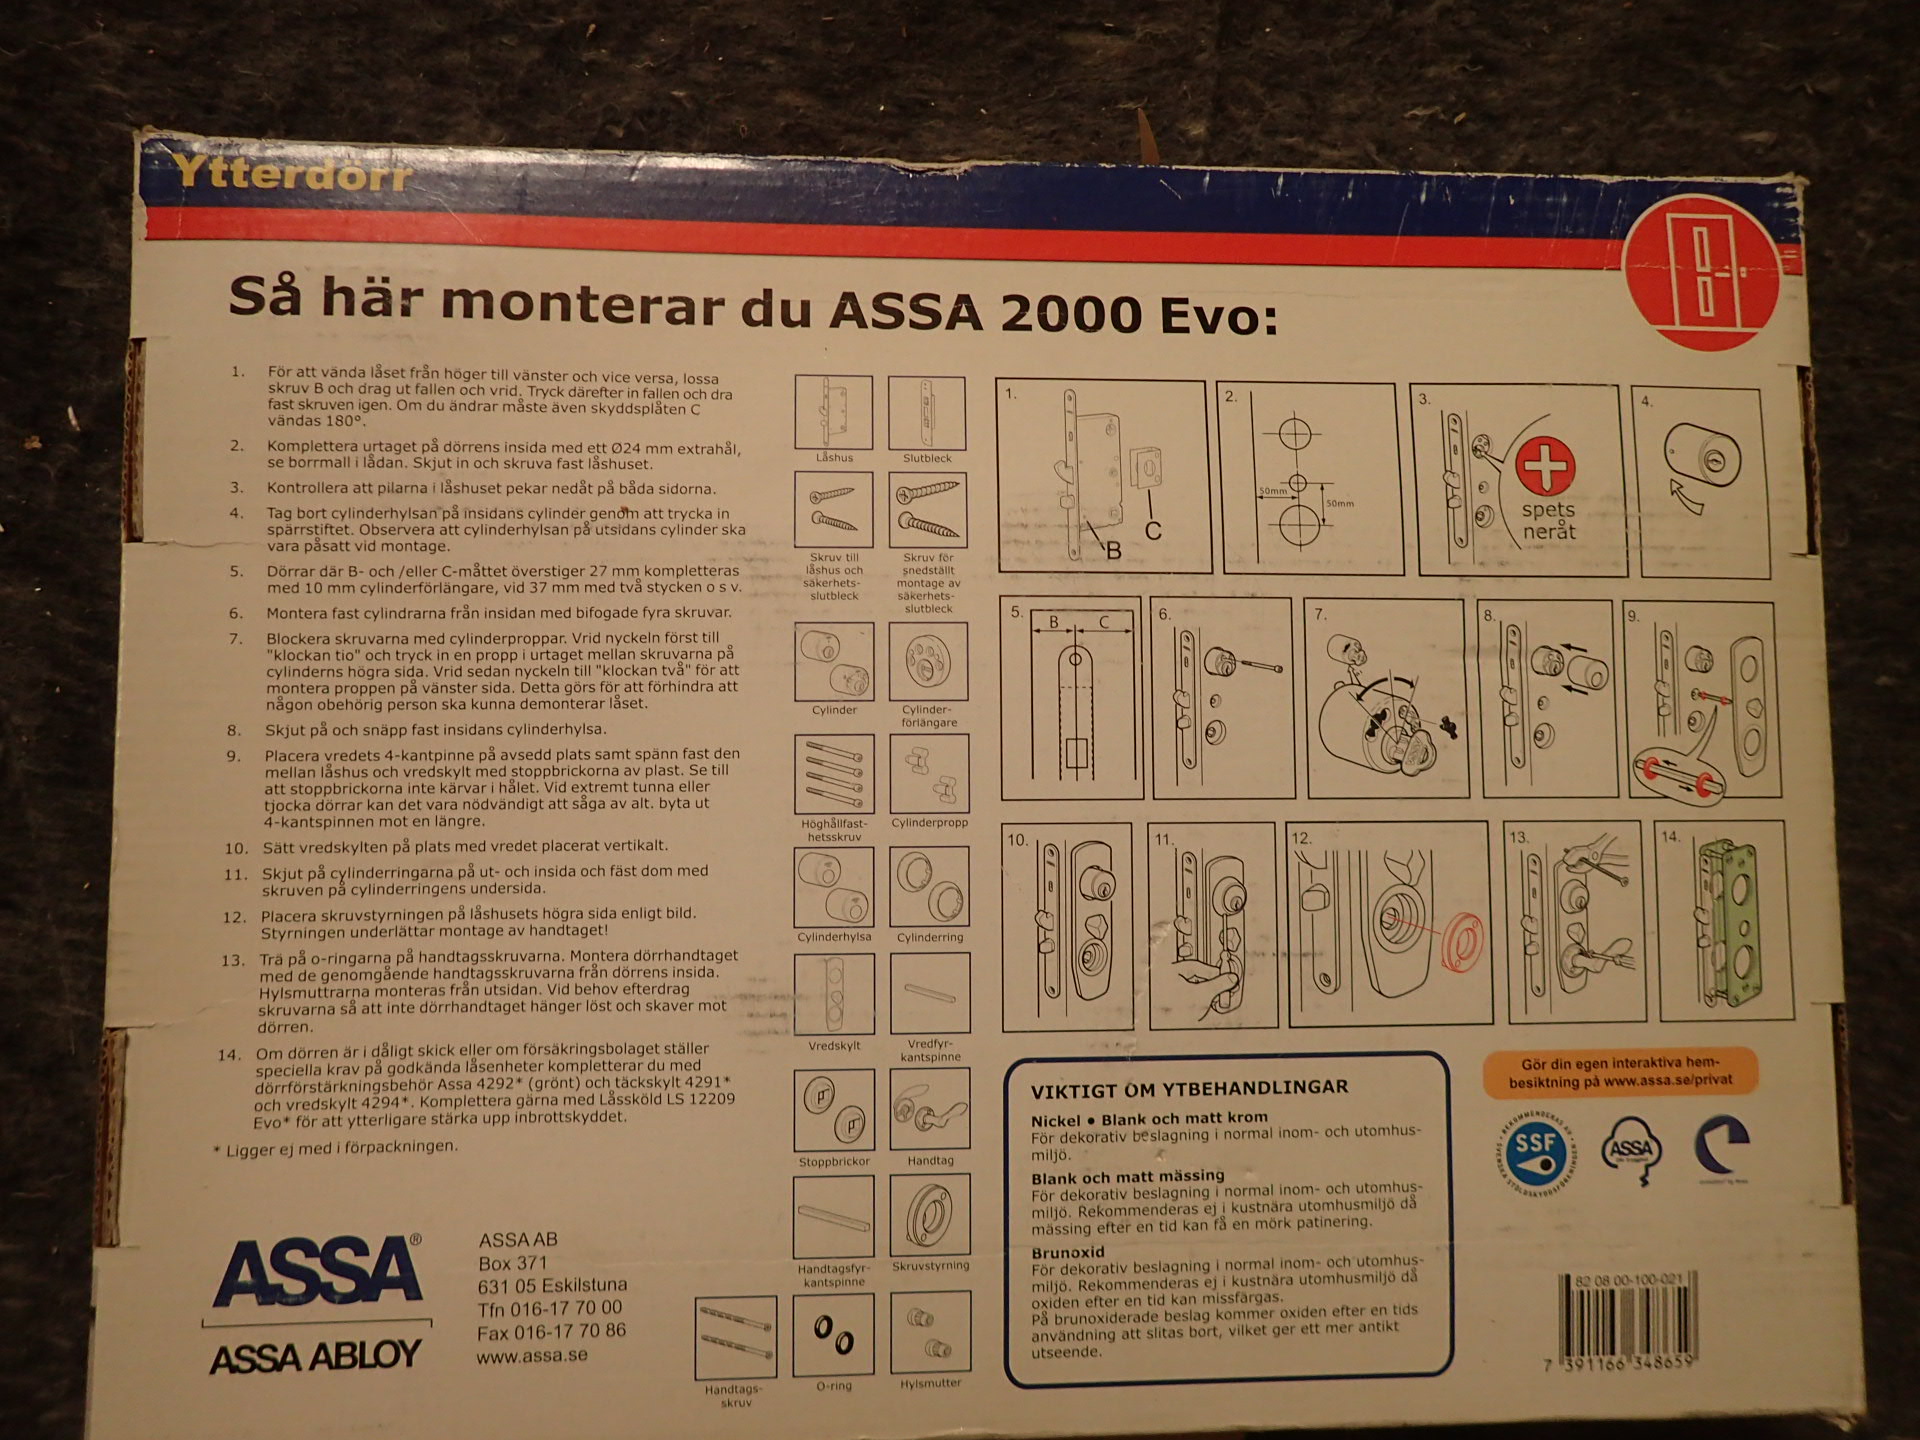 Ytterdörr
Så här monterar du ASSA 2000 Evo:
1. För att vända låset från höger till vänster och vice versa, lossa
skruv B och drag ut fallen och vrid. Tryck därefter in fallen och dra
fast skruven igen. Om du ändrar måste även skyddsplåten C
vändas 180°.
2. Komplettera urtaget på dörrens insida med ett Ø24 mm extrahål,
se borrmall i lådan. Skjut in och skruva fast låshuset.
3. Kontrollera att pilarna i låshuset pekar nedåt på båda sidorna.
4. Tag bort cylinderhylsan på insidans cylinder genom att trycka in
spärrstiftet. Observera att cylinderhylsan på utsidans cylinder ska
vara påsatt vid montage.
5. Dörrar där B- och /eller C-måttet överstiger 27 mm kompletteras
med 10 mm cylinderförlängare, vid 37 mm med två stycken o s v.
6. Montera fast cylindrarna från insidan med bifogade fyra skruvar.
7. Blockera skruvarna med cylinderproppar. Vrid nyckeln först till
"klockan tio" och tryck in en propp i urtaget mellan skruvarna på
cylinderns högra sida. Vrid sedan nyckeln till "klockan två" för att
montera proppen på vänster sida. Detta görs för att förhindra att
någon obehörig person ska kunna demonterar låset.
8. Skjut på och snäpp fast insidans cylinderhylsa.
9. Placera vredets 4-kantpinne på avsedd plats samt spänn fast den
mellan låshus och vredskylt med stoppbrickorna av plast. Se till
att stoppbrickorna inte kärvar i hålet. Vid extremt tunna eller
tjocka dörrar kan det vara nödvändigt att såga av alt. byta ut
4-kantspinnen mot en längre.
10. Sätt vredskylten på plats med vredet placerat vertikalt.
11. Skjut på cylinderringarna på ut- och insida och fäst dom med
skruven på cylinderringens undersida.
12. Placera skruvstyrningen på låshusets högra sida enligt bild.
Styrningen underlättar montage av handtaget!
13. Trä på o-ringarna på handtagsskruvarna. Montera dörrhandtaget
med de genomgående handtagsskruvarna från dörrens insida.
Hylsmuttrarna monteras från utsidan. Vid behov efterdrag
skruvarna så att inte dörrhandtaget hänger löst och skaver mot
dörren.
14. Om dörren är i dåligt skick eller om försäkringsbolaget ställer
speciella krav på godkända låsenheter kompletterar du med
dörrförstärkningsbehör Assa 4292* (grönt) och täckskylt 4291*
och vredskylt 4294*. Komplettera gärna med Låssköld LS 12209
Evo* för att ytterligare stärka upp inbrottskyddet.
* Ligger ej med i förpackningen.
ASSA®
ASSA ABLOY
ASSA AB
Box 371
631 05 Eskilstuna
Tfn 016-17 70 00
Fax 016-17 70 86
www.assa.se
Låshus
Slutbleck
Skruv till
låshus och
säkerhets-
slutbleck
Skruv för
snedställt
montage av
säkerhets-
slutbleck
Cylinder
Cylinder-
förlängare
Höghållfast-
hetsskruv
Cylinderpropp
Cylinderhylsa
Cylinderring
Vredskylt
Vredfyr-
kantspinne
Stoppbrickor
Handtag
Handtagsfyr-
kantspinne
Skruvstyrning
Handtags-
skruv
O-ring
Hylsmutter
1.
B
C
2.
50mm
50mm
3.
spets
neråt
4.
5.
B
C
6.
7.
8.
9.
10.
11.
12.
13.
14.
VIKTIGT OM YTBEHANDLINGAR
Nickel • Blank och matt krom
För dekorativ beslagning i normal inom- och utomhus-
miljö.
Blank och matt mässing
För dekorativ beslagning i normal inom- och utomhus-
miljö. Rekommenderas ej i kustnära utomhusmiljö då
mässing efter en tid kan få en mörk patinering.
Brunoxid
För dekorativ beslagning i normal inom- och utomhus-
miljö. Rekommenderas ej i kustnära utomhusmiljö då
oxiden efter en tid kan missfärgas.
På brunoxiderade beslag kommer oxiden efter en tids
användning att slitas bort, vilket ger ett mer antikt
utseende.
Gör din egen interaktiva hem-
besiktning på www.assa.se/privat
REKOMMENDERAS AV
SVENSKA STÖLDSKYDDSFÖRENINGEN
SSF
ASSA
82 08 00-100-021
7 391166 348659